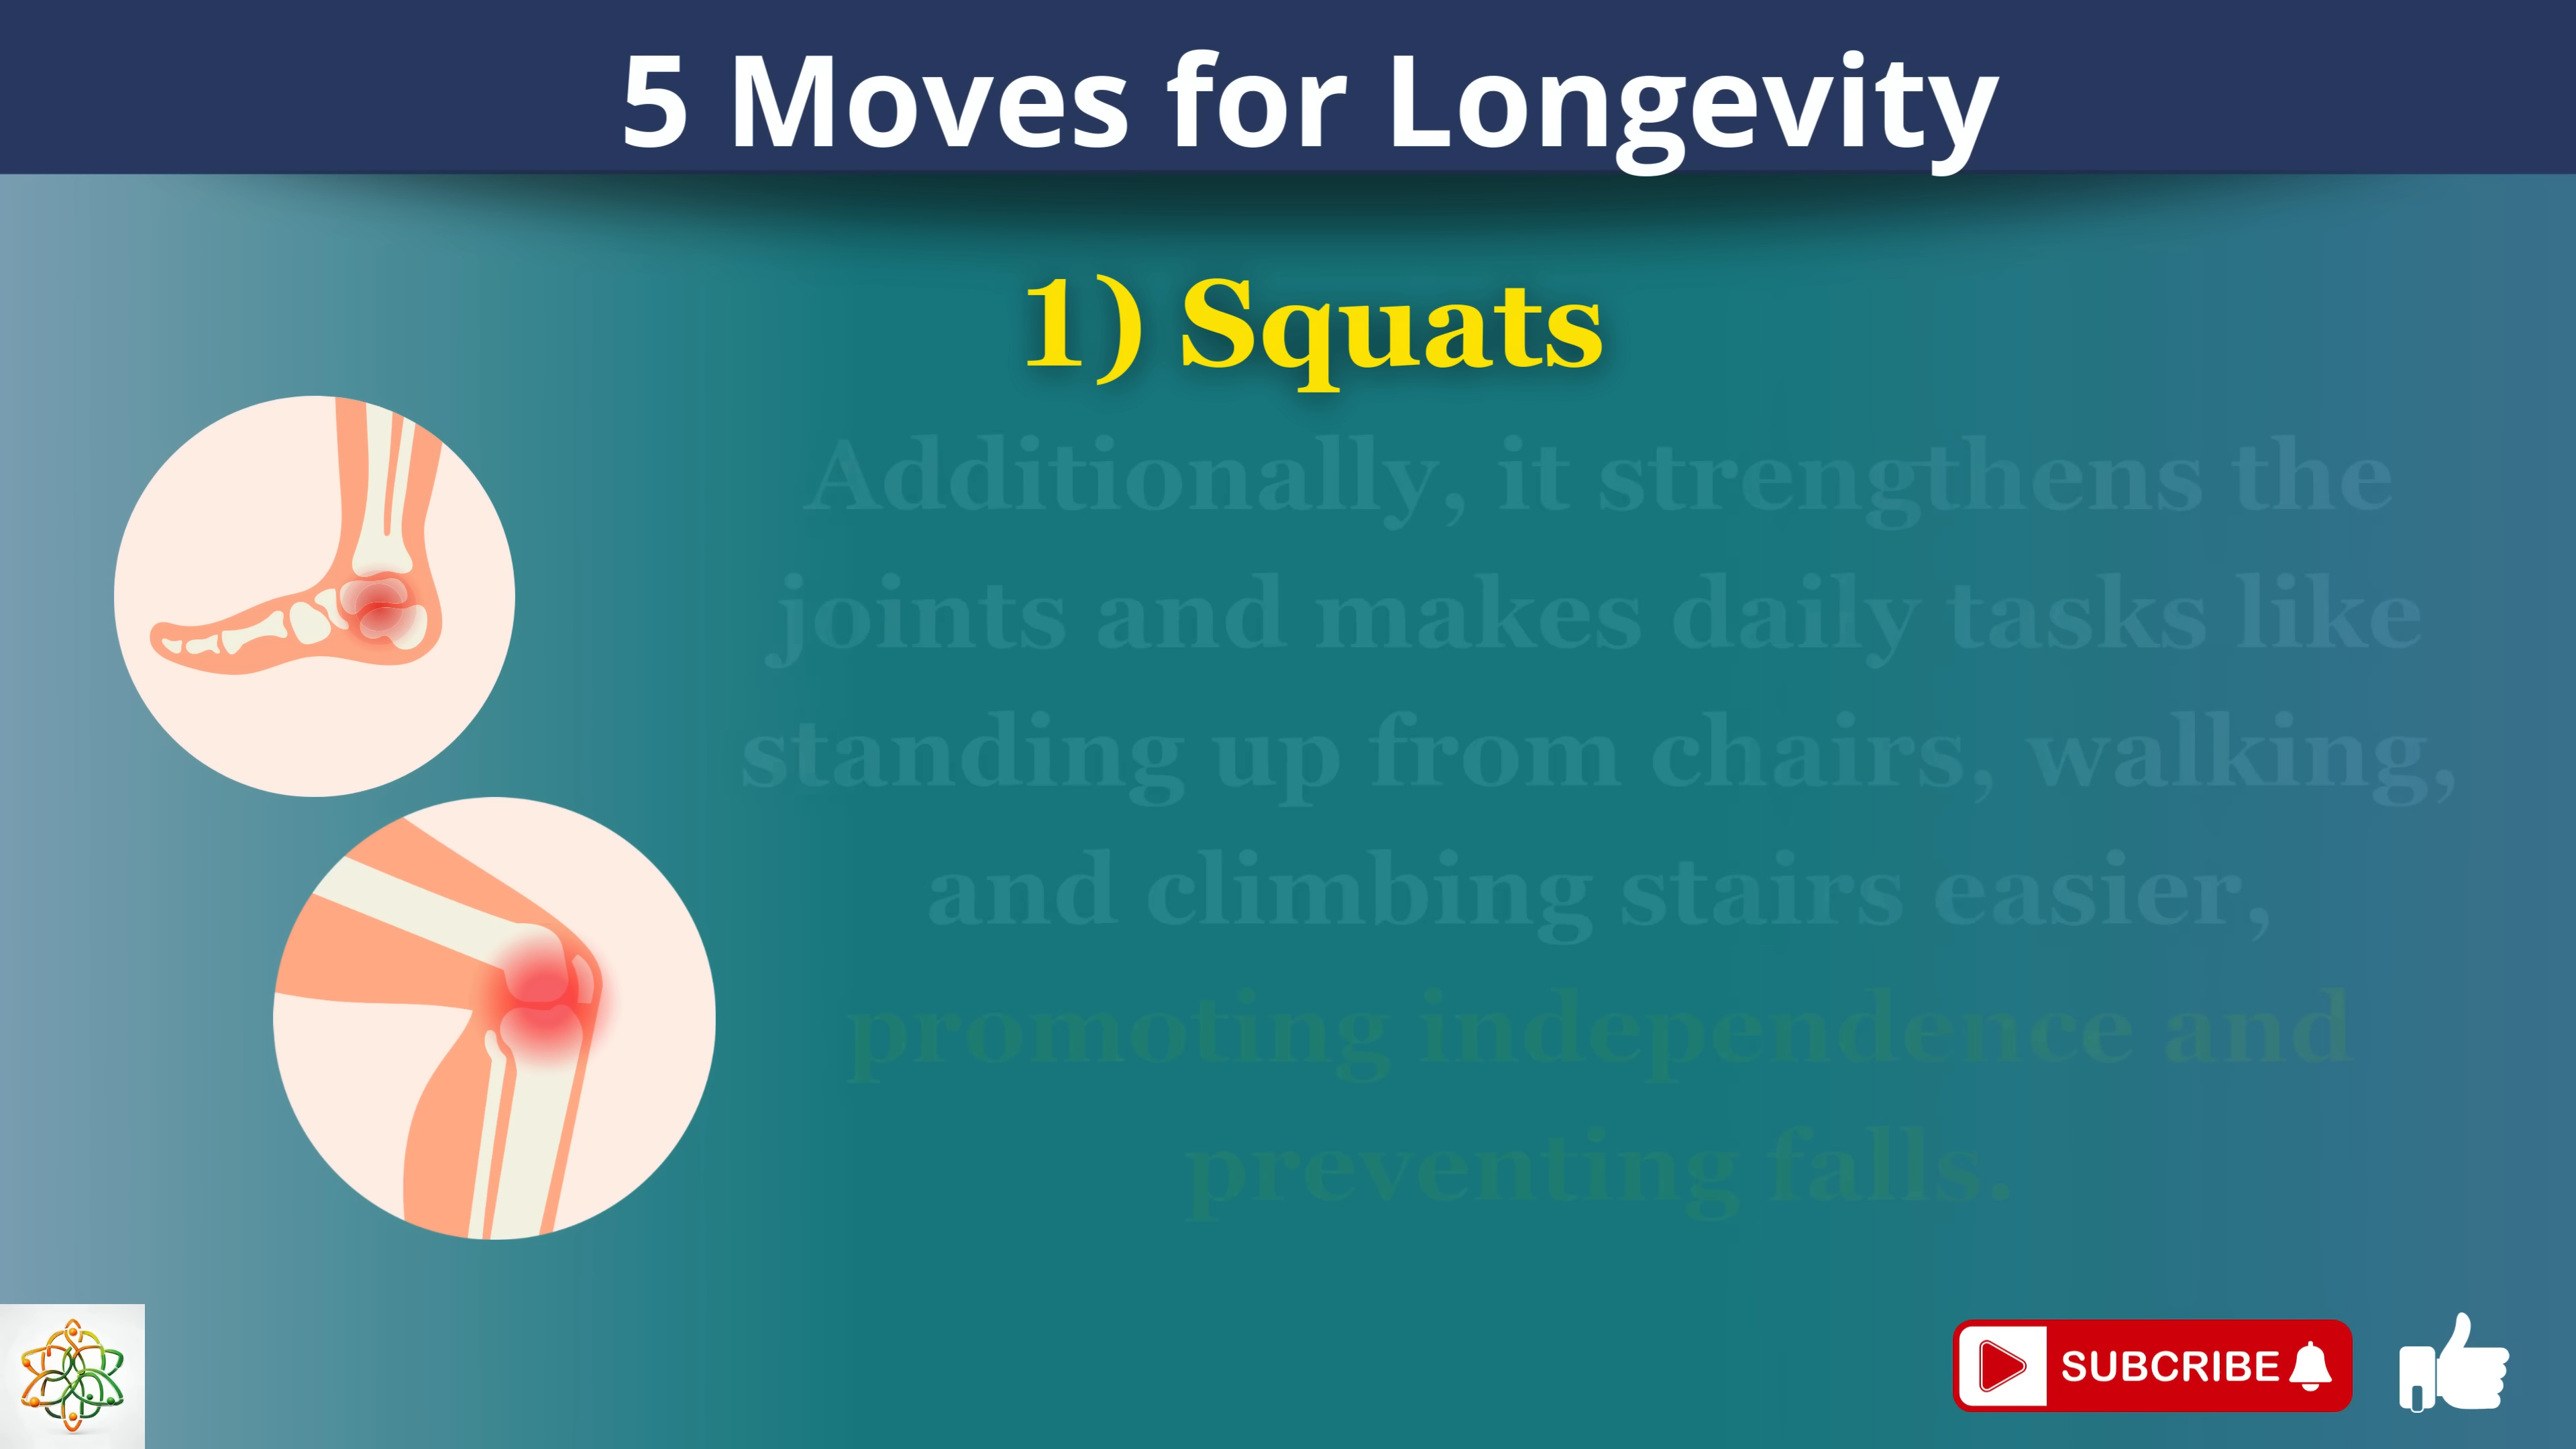 5 Moves for Longevity
1) Squats
Additionally, it strengthens the
joints and makes daily tasks like
standing up from chairs, walking,
and climbing stairs easier,
promoting independence and
preventing falls.
SUBCRIBE